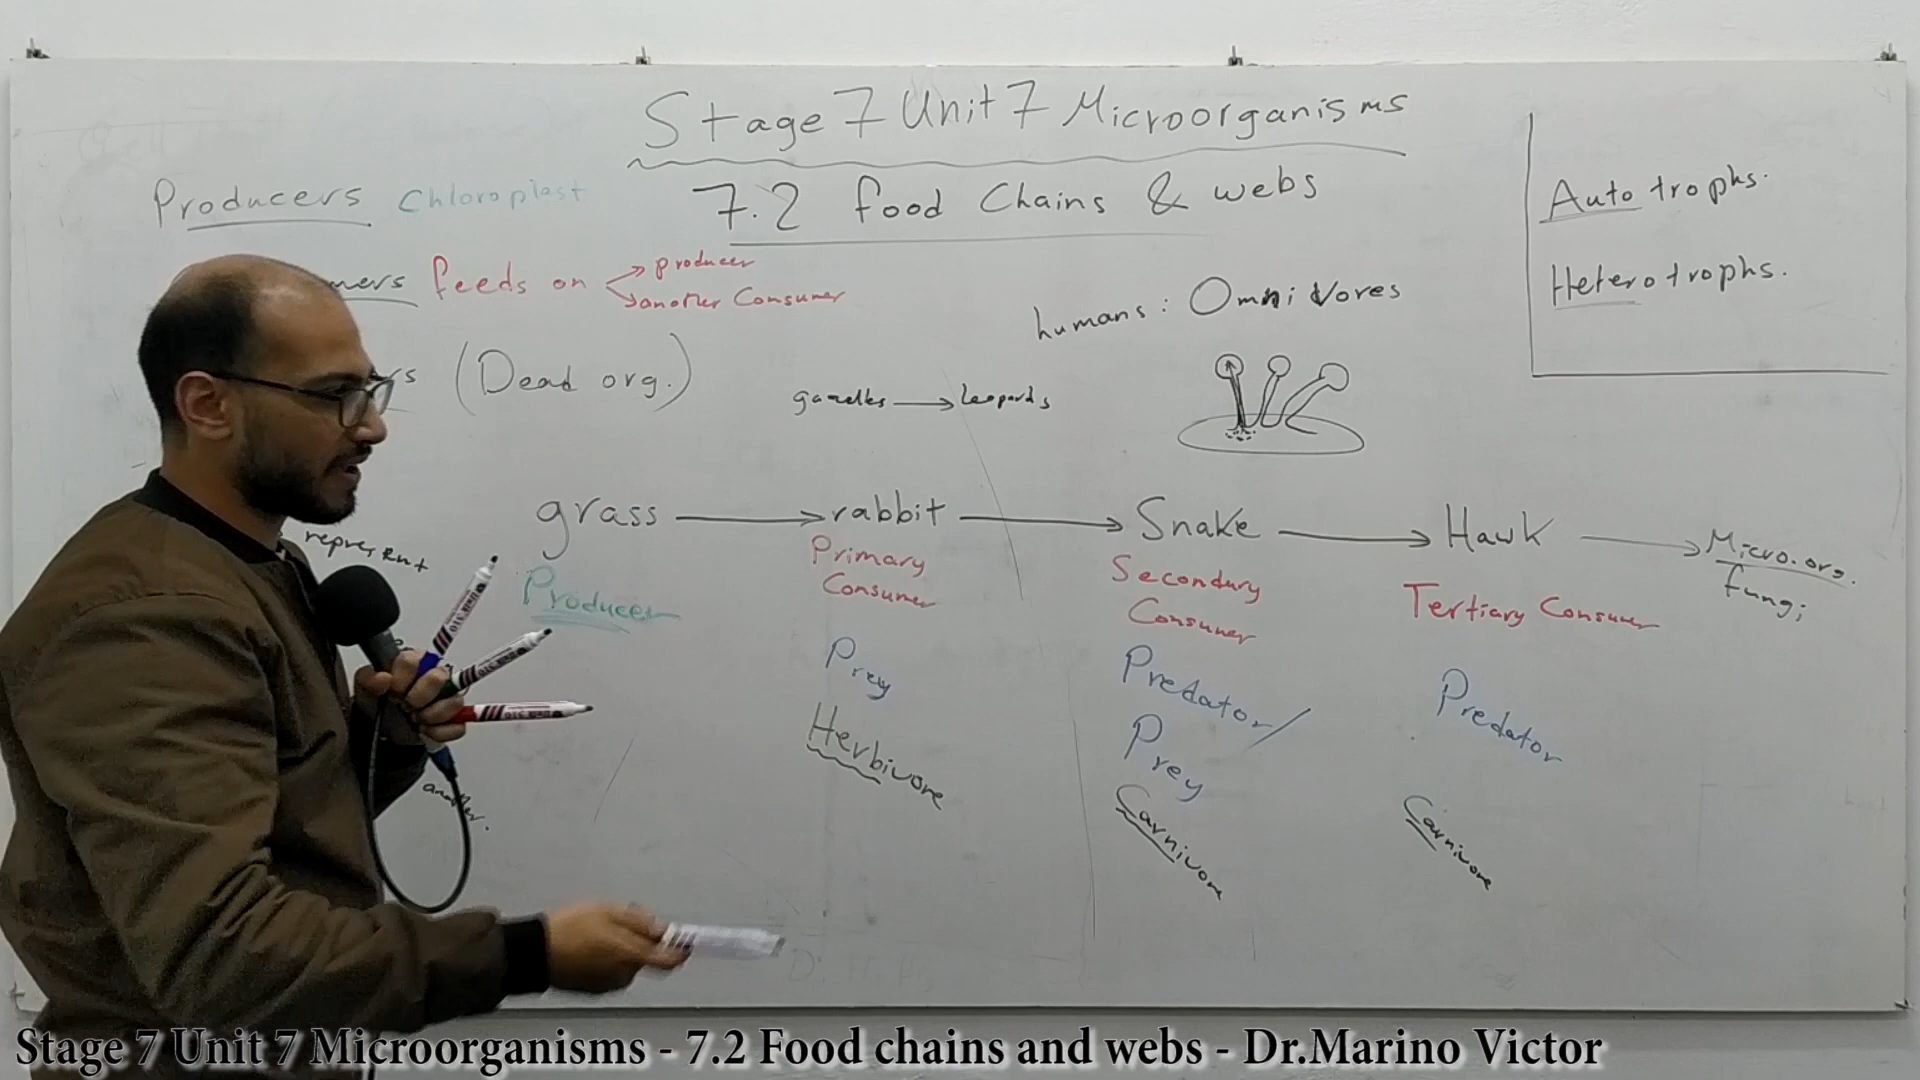 Stage 7 Unit 7 Microorganisms
7.2 Food Chains & webs
Producers Chloroplast
mers feeds on
producer
another Consumer
rs (Dead org.)
humans: Omnivores
gazelles → leopards
Autotrophs.
Heterotrophs.
grass → rabbit → Snake → Hawk → Micro.org.
fungi
represent
Producer
Primary Consumer
Secondary Consumer
Tertiary Consumer
Prey
Predator/
Prey
Predator
Herbivore
Carnivore
Carnivore
another.
Stage 7 Unit 7 Microorganisms - 7.2 Food chains and webs - Dr.Marino Victor